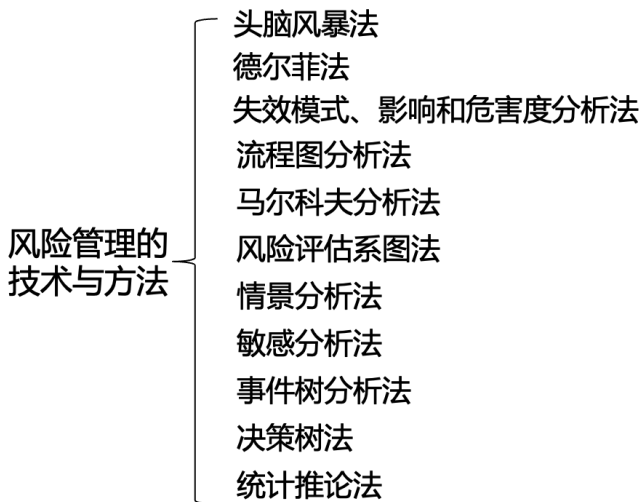 头脑风暴法
德尔菲法
失效模式、影响和危害度分析法
流程图分析法
马尔科夫分析法
风险管理的
技术与方法
风险评估系图法
情景分析法
敏感分析法
事件树分析法
决策树法
统计推论法